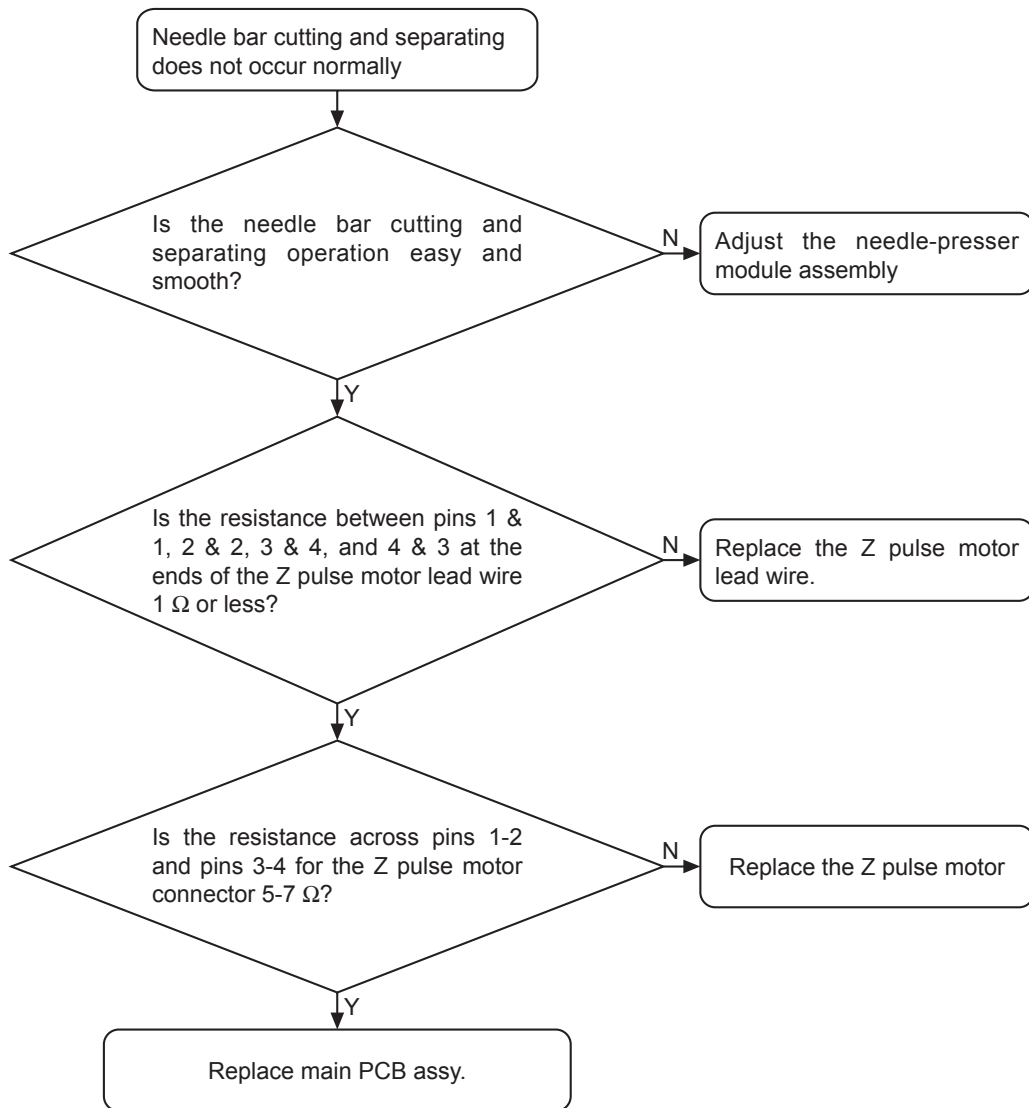 Needle bar cutting and separating
does not occur normally
Is the needle bar cutting and
separating operation easy and
smooth?
N
Adjust the needle-presser
module assembly
Y
Is the resistance between pins 1 &
1, 2 & 2, 3 & 4, and 4 & 3 at the
ends of the Z pulse motor lead wire
1 Ω or less?
N
Replace the Z pulse motor
lead wire.
Y
Is the resistance across pins 1-2
and pins 3-4 for the Z pulse motor
connector 5-7 Ω?
N
Replace the Z pulse motor
Y
Replace main PCB assy.